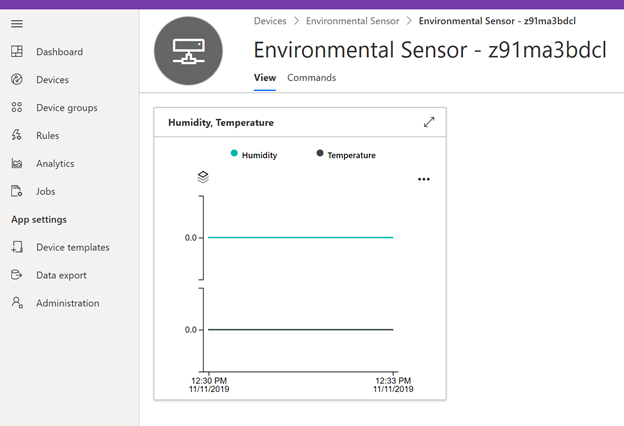 Devices > Environmental Sensor > Environmental Sensor - z91ma3bdcl
Environmental Sensor - z91ma3bdcl
View Commands
Dashboard
Devices
Device groups
Rules
Analytics
Jobs
App settings
Device templates
Data export
Administration
Humidity, Temperature
Humidity Temperature
0.0
0.0
12:30 PM 12:33 PM
11/11/2019 11/11/2019